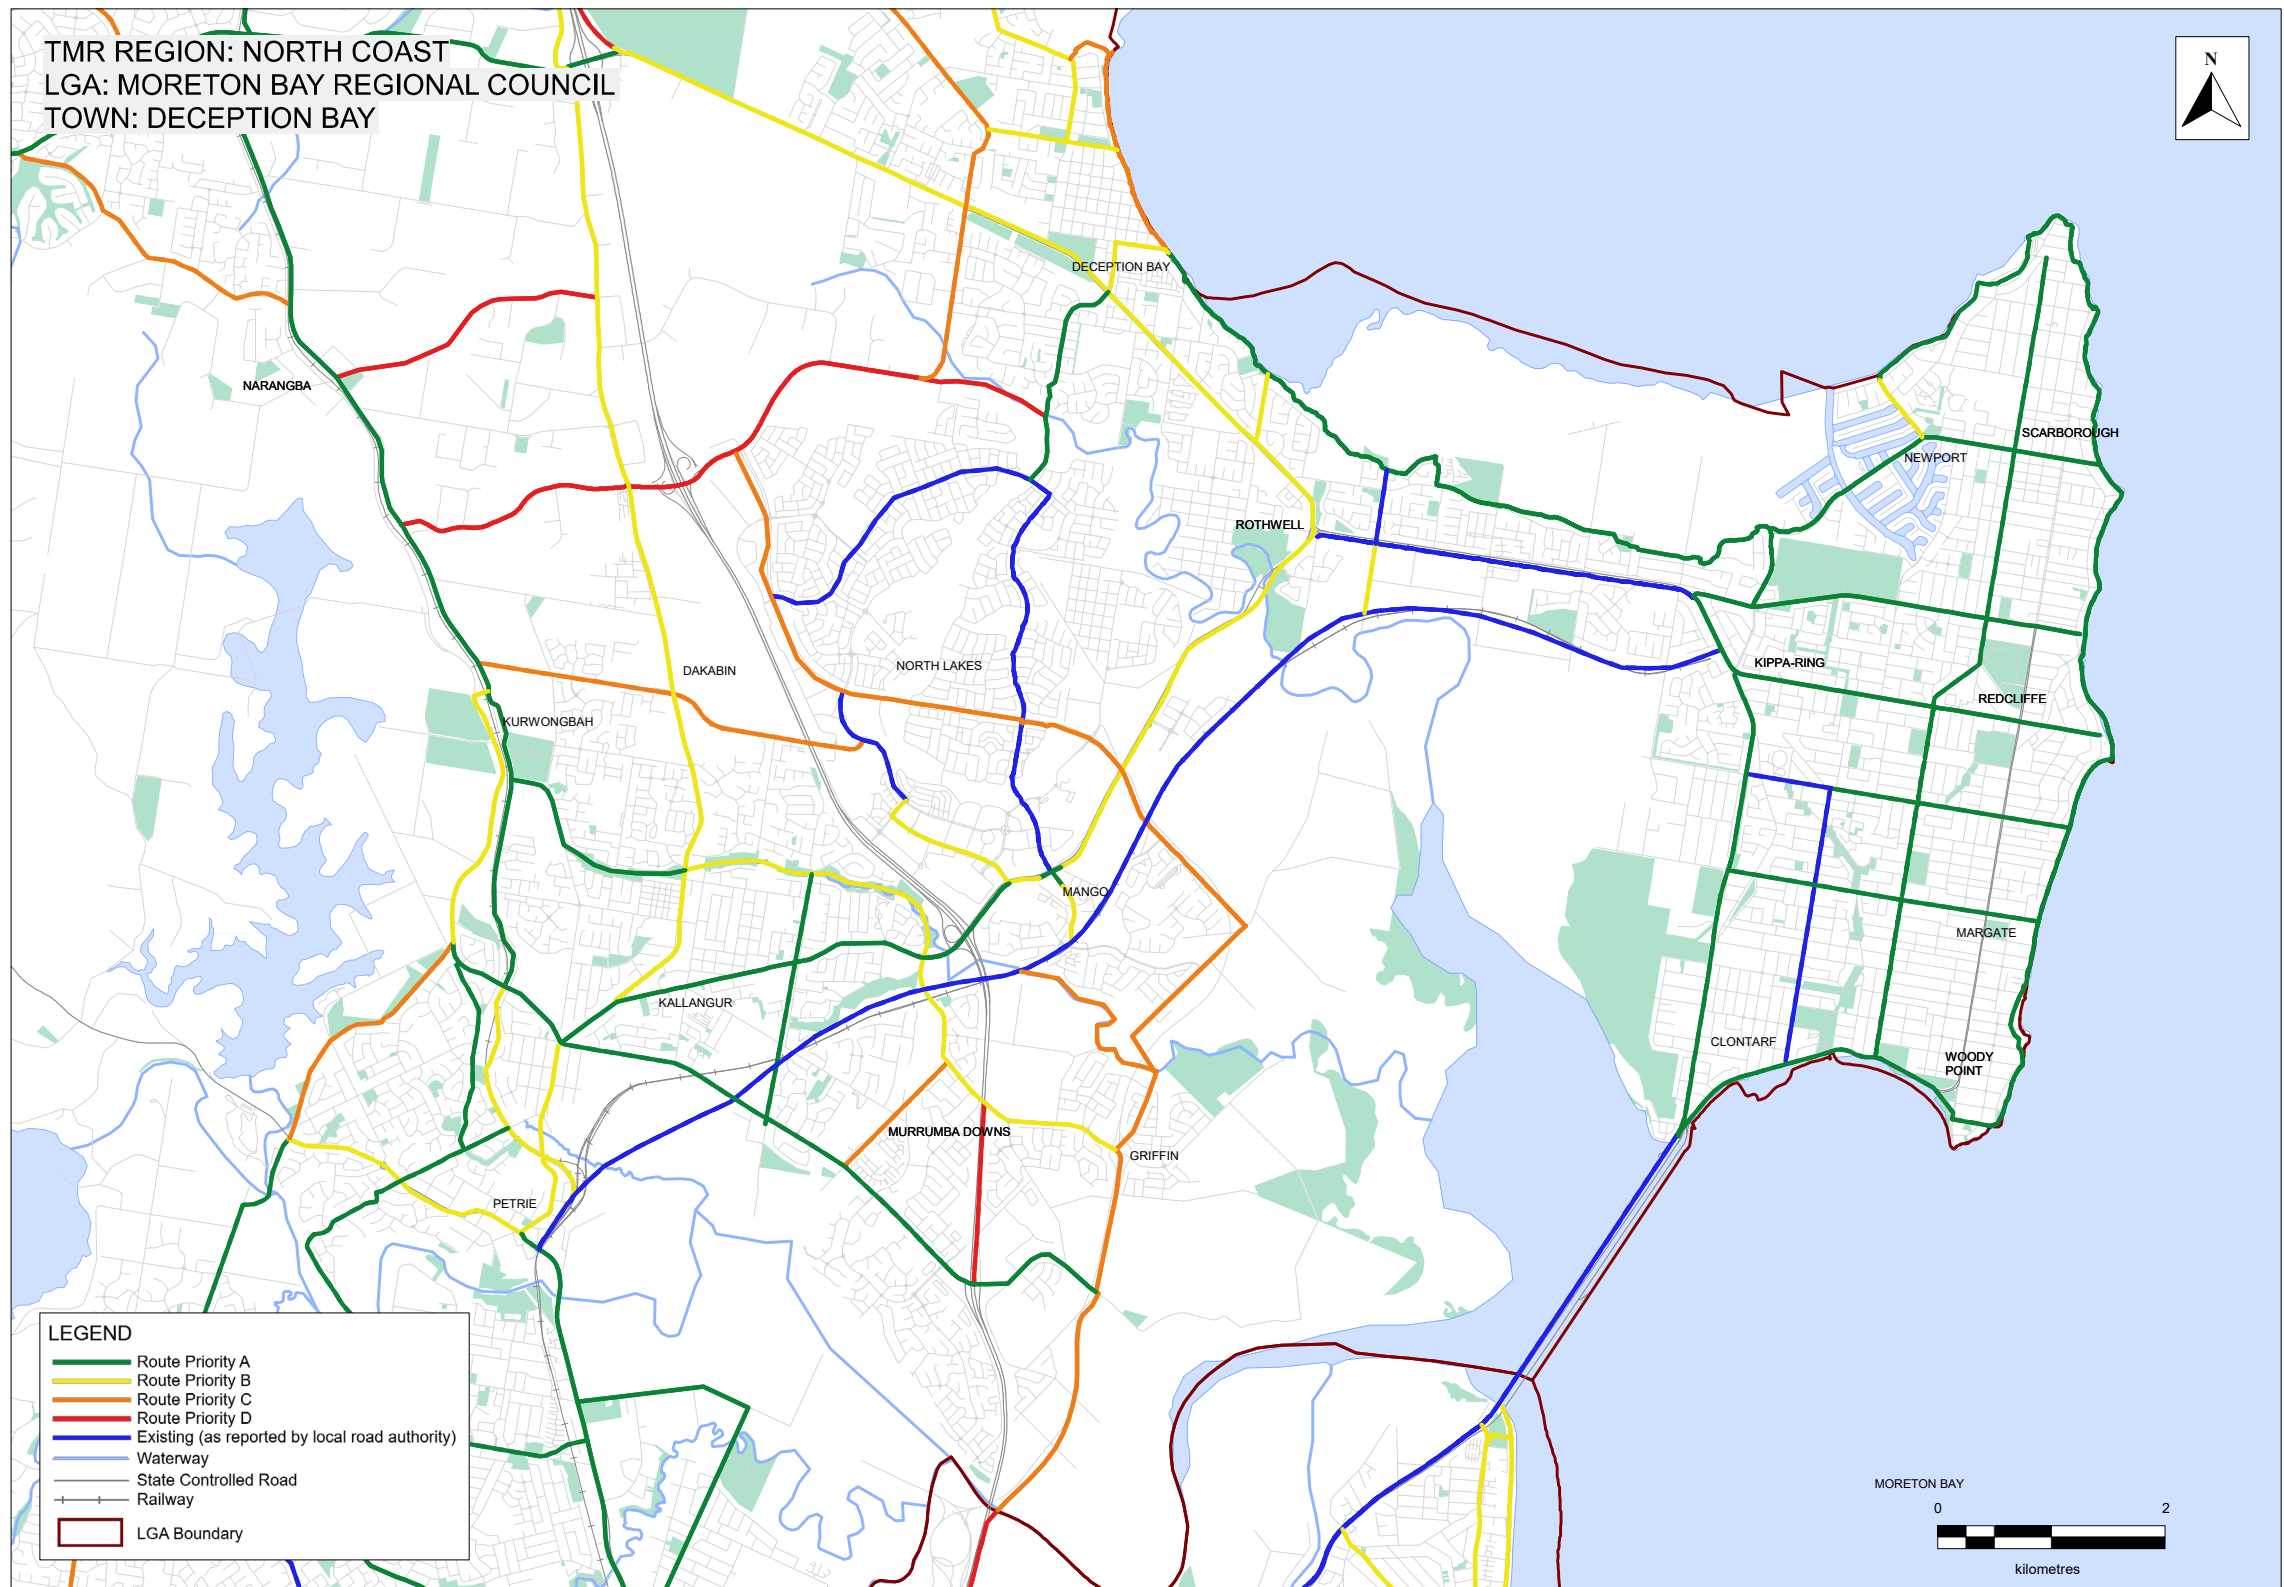 TMR REGION: NORTH COAST
LGA: MORETON BAY REGIONAL COUNCIL
TOWN: DECEPTION BAY
N
DECEPTION BAY
NARANGBA
SCARBOROUGH
NEWPORT
ROTHWELL
DAKABIN
NORTH LAKES
KIPPA-RING
REDCLIFFE
KURWONGBAH
MANGO
MARGATE
KALLANGUR
CLONTARF
WOODY
POINT
MURRUMBA DOWNS
GRIFFIN
PETRIE
LEGEND
Route Priority A
Route Priority B
Route Priority C
Route Priority D
Existing (as reported by local road authority)
Waterway
State Controlled Road
Railway
LGA Boundary
MORETON BAY
0 2
kilometres